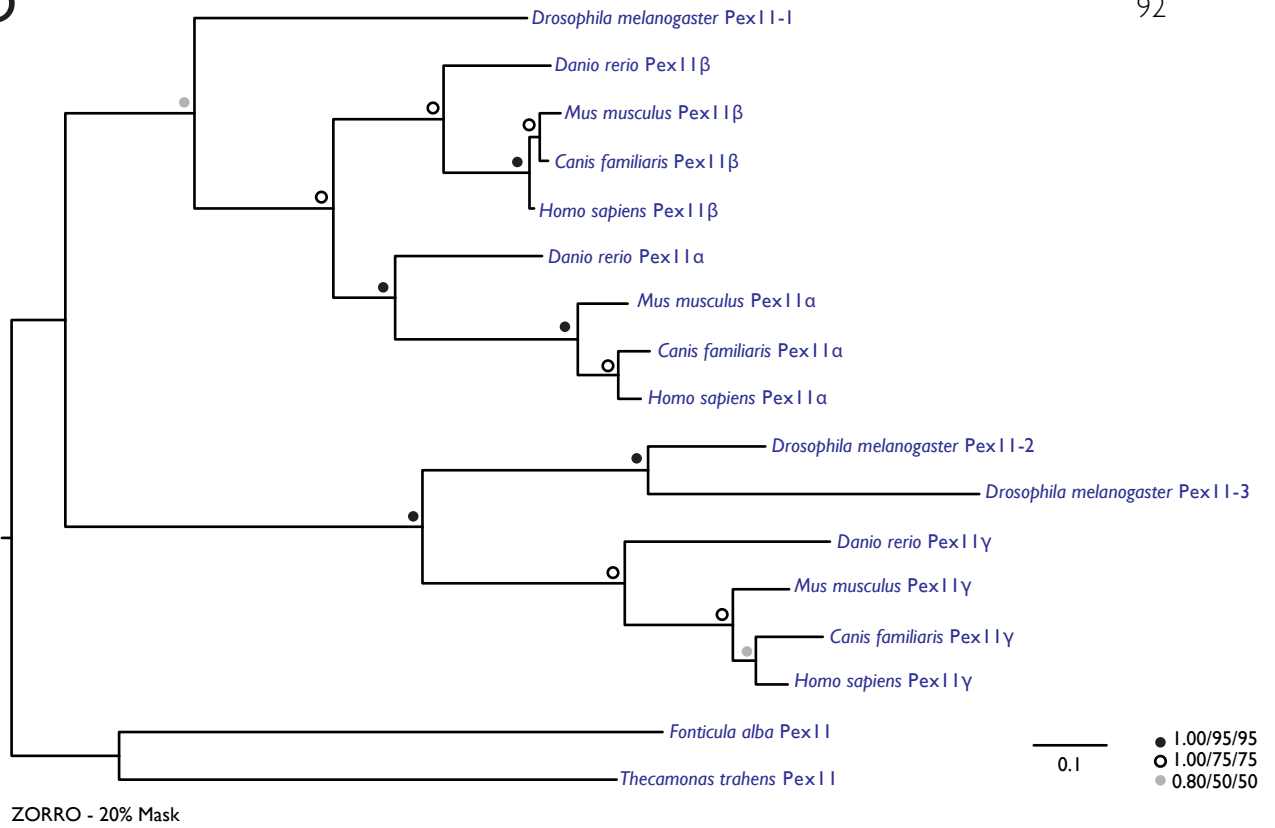 92
Drosophila melanogaster Pex11-1
Danio rerio Pex11β
Mus musculus Pex11β
Canis familiaris Pex11β
Homo sapiens Pex11β
Danio rerio Pex11α
Mus musculus Pex11α
Canis familiaris Pex11α
Homo sapiens Pex11α
Drosophila melanogaster Pex11-2
Drosophila melanogaster Pex11-3
Danio rerio Pex11γ
Mus musculus Pex11γ
Canis familiaris Pex11γ
Homo sapiens Pex11γ
Fonticula alba Pex11
Thecamonas trahens Pex11
0.1
1.00/95/95
1.00/75/75
0.80/50/50
ZORRO - 20% Mask